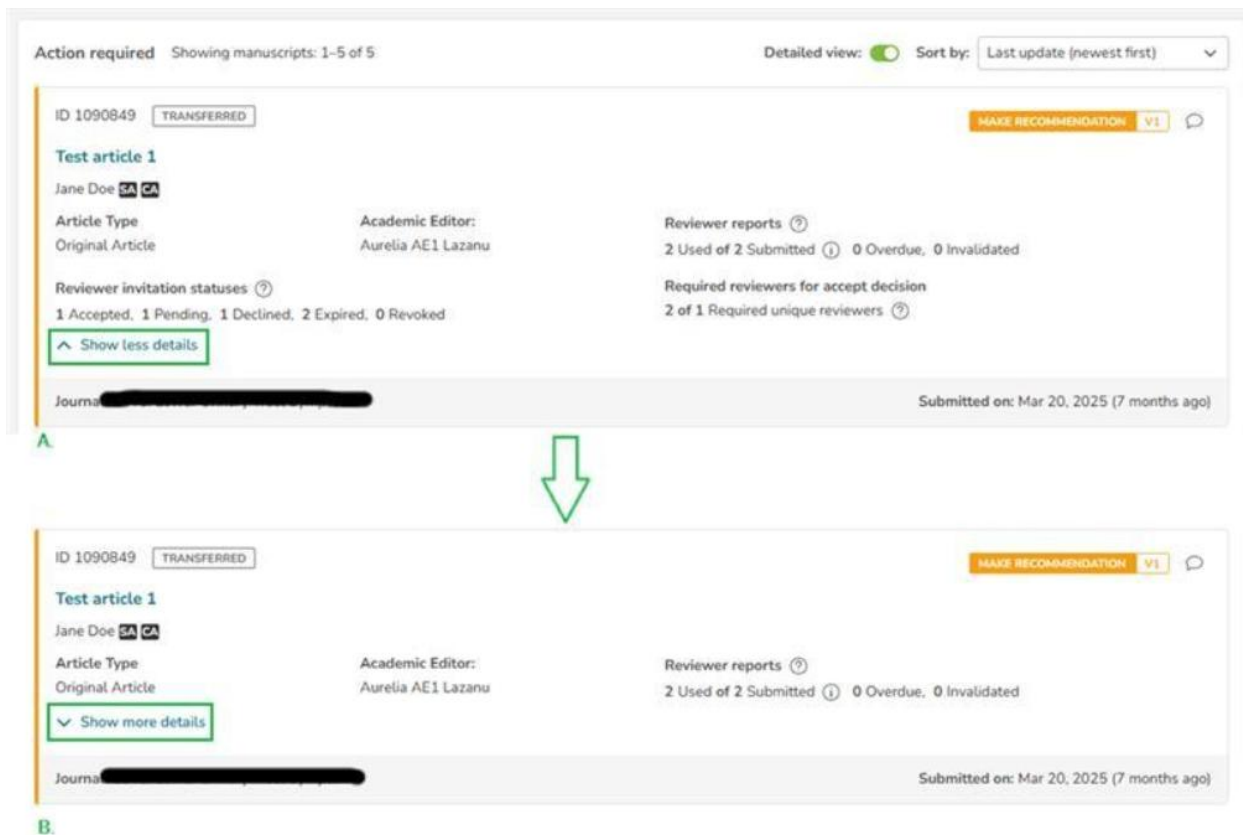 Action required Showing manuscripts: 1–5 of 5 Detailed view: Sort by: Last update (newest first)
ID 1090849 TRANSFERRED MAKE RECOMMENDATION V1
Test article 1
Jane Doe SA CA
Article Type Academic Editor: Reviewer reports ?
Original Article Aurelia AE1 Lazanu 2 Used of 2 Submitted i 0 Overdue, 0 Invalidated
Reviewer invitation statuses ? Required reviewers for accept decision
1 Accepted, 1 Pending, 1 Declined, 2 Expired, 0 Revoked 2 of 1 Required unique reviewers ?
Show less details
Journa Submitted on: Mar 20, 2025 (7 months ago)
A.
ID 1090849 TRANSFERRED MAKE RECOMMENDATION V1
Test article 1
Jane Doe SA CA
Article Type Academic Editor: Reviewer reports ?
Original Article Aurelia AE1 Lazanu 2 Used of 2 Submitted i 0 Overdue, 0 Invalidated
Show more details
Journa Submitted on: Mar 20, 2025 (7 months ago)
B.